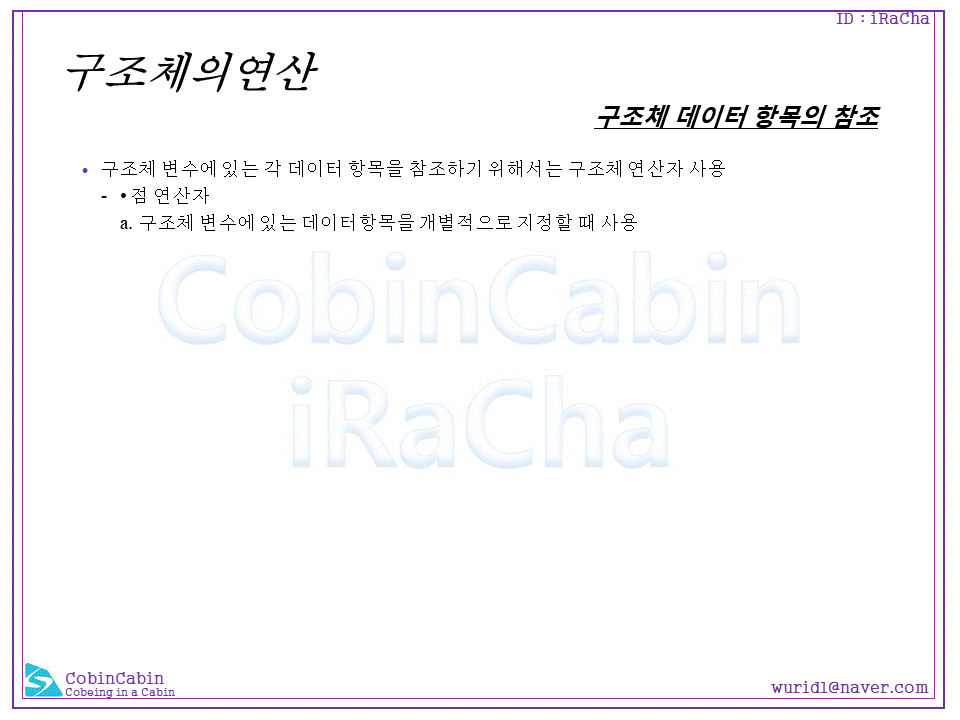 ID : iRaCha
구조체의연산
구조체 데이터 항목의 참조
• 구조체 변수에 있는 각 데이터 항목을 참조하기 위해서는 구조체 연산자 사용
- • 점 연산자
a. 구조체 변수에 있는 데이터항목을 개별적으로 지정할 때 사용
CobinCabin
iRaCha
CobinCabin
Cobeing in a Cabin
wurid1@naver.com